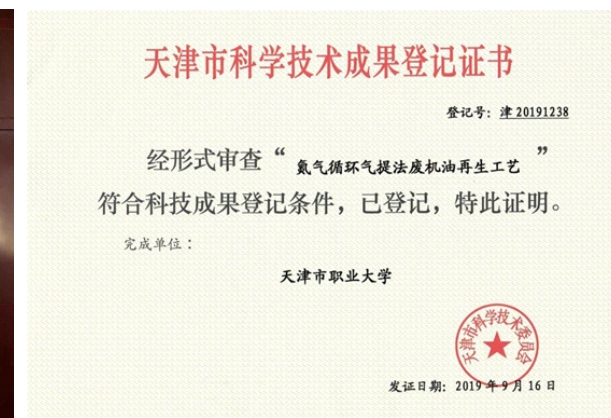 天津市科学技术成果登记证书
登记号：津 20191238
经形式审查“ 氮气循环气提法废机油再生工艺 ”
符合科技成果登记条件，已登记，特此证明。
完成单位：
天津市职业大学
天津市科学技术委员会
发证日期：2019 年 9 月 16 日